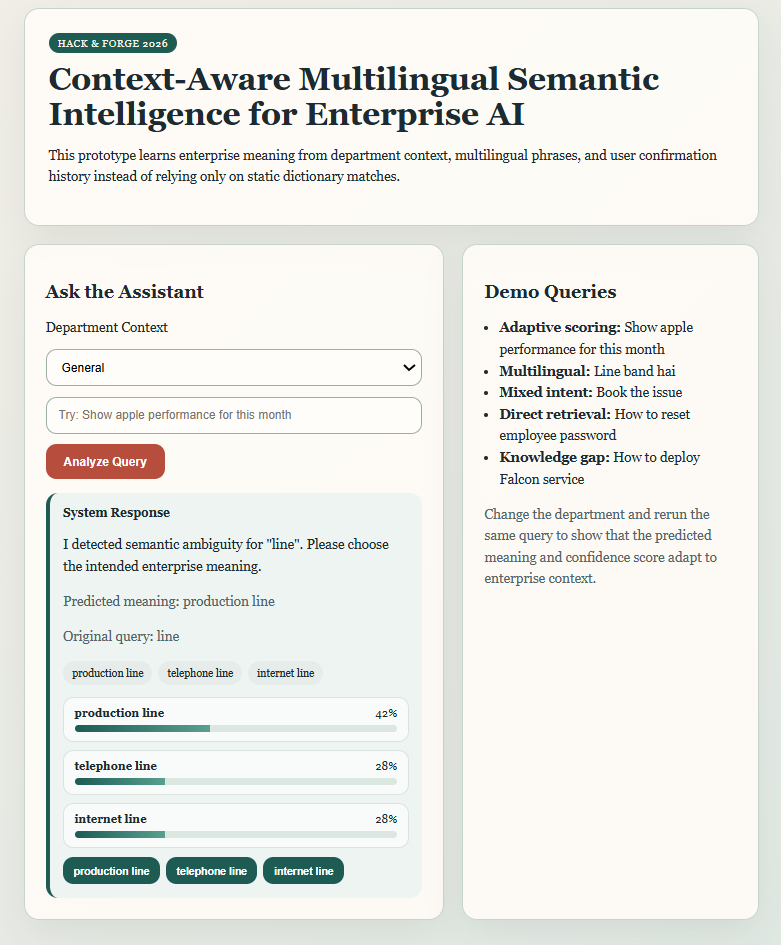 HACK & FORGE 2026
Context-Aware Multilingual Semantic
Intelligence for Enterprise AI
This prototype learns enterprise meaning from department context, multilingual phrases, and user confirmation
history instead of relying only on static dictionary matches.
Ask the Assistant
Department Context
General
Try: Show apple performance for this month
Analyze Query
System Response
I detected semantic ambiguity for "line". Please choose
the intended enterprise meaning.
Predicted meaning: production line
Original query: line
production line telephone line internet line
production line 42%
telephone line 28%
internet line 28%
production line telephone line internet line
Demo Queries
Adaptive scoring: Show apple
performance for this month
Multilingual: Line band hai
Mixed intent: Book the issue
Direct retrieval: How to reset
employee password
Knowledge gap: How to deploy
Falcon service
Change the department and rerun the
same query to show that the predicted
meaning and confidence score adapt to
enterprise context.